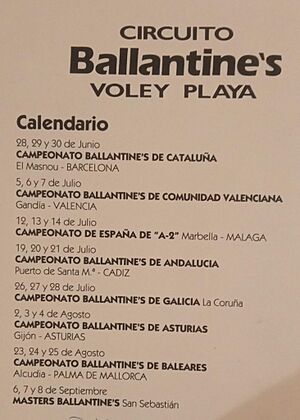 CIRCUITO
Ballantine's
VOLEY PLAYA
Calendario
28, 29 y 30 de Junio
CAMPEONATO BALLANTINE'S DE CATALUÑA
El Masnou - BARCELONA
5, 6 y 7 de Julio
CAMPEONATO BALLANTINE'S DE COMUNIDAD VALENCIANA
Gandía - VALENCIA
12, 13 y 14 de Julio
CAMPEONATO DE ESPAÑA DE "A-2" Marbella - MALAGA
19, 20 y 21 de Julio
CAMPEONATO BALLANTINE'S DE ANDALUCIA
Puerto de Santa M.ª - CADIZ
26, 27 y 28 de Julio
CAMPEONATO BALLANTINE'S DE GALICIA La Coruña
2, 3 y 4 de Agosto
CAMPEONATO BALLANTINE'S DE ASTURIAS
Gijón - ASTURIAS
23, 24 y 25 de Agosto
CAMPEONATO BALLANTINE'S DE BALEARES
Alcudia - PALMA DE MALLORCA
6, 7 y 8 de Septiembre
MASTERS BALLANTINE'S San Sebastián